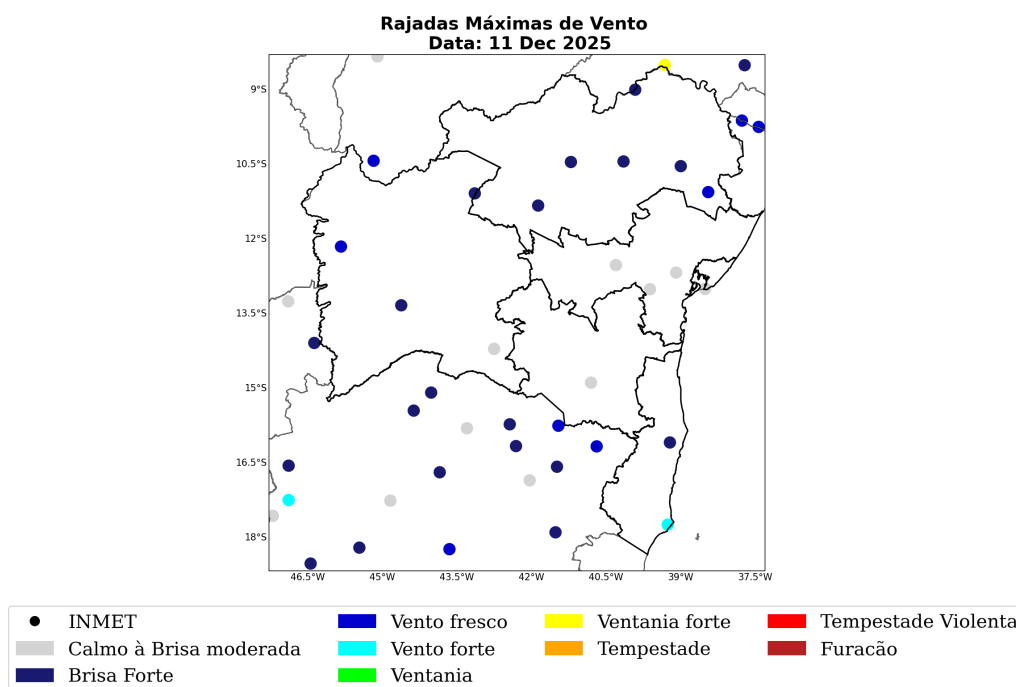 Rajadas Máximas de Vento
Data: 11 Dec 2025
9°S
10.5°S
12°S
13.5°S
15°S
16.5°S
18°S
46.5°W 45°W 43.5°W 42°W 40.5°W 39°W 37.5°W
INMET Vento fresco Ventania forte Tempestade Violenta
Calmo à Brisa moderada Vento forte Tempestade Furacão
Brisa Forte Ventania